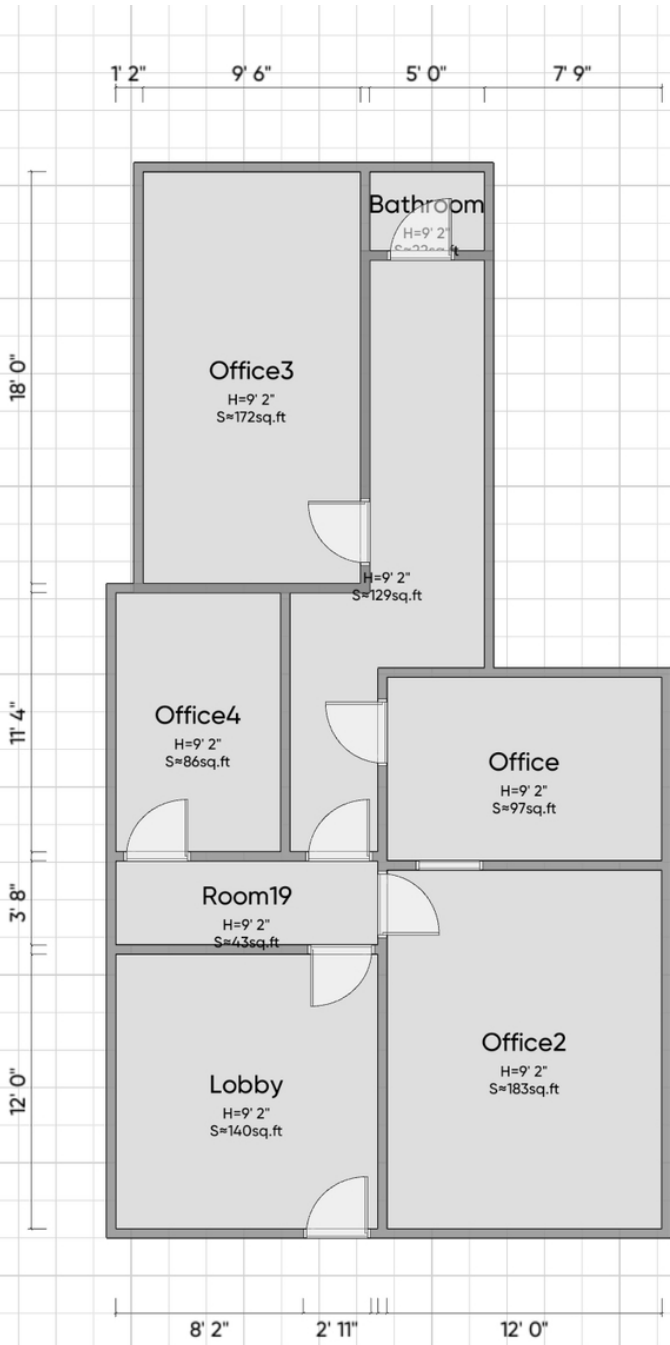 1' 2" 9' 6" 5' 0" 7' 9"
Bathroom
H=9' 2"
18' 0"
Office3
H=9' 2"
S≈172sq.ft
H=9' 2"
S≈129sq.ft
11' 4"
Office4
H=9' 2"
S≈86sq.ft
Office
H=9' 2"
S≈97sq.ft
3' 8"
Room19
H=9' 2"
S≈43sq.ft
Office2
H=9' 2"
S≈183sq.ft
12' 0"
Lobby
H=9' 2"
S≈140sq.ft
8' 2" 2' 11" 12' 0"